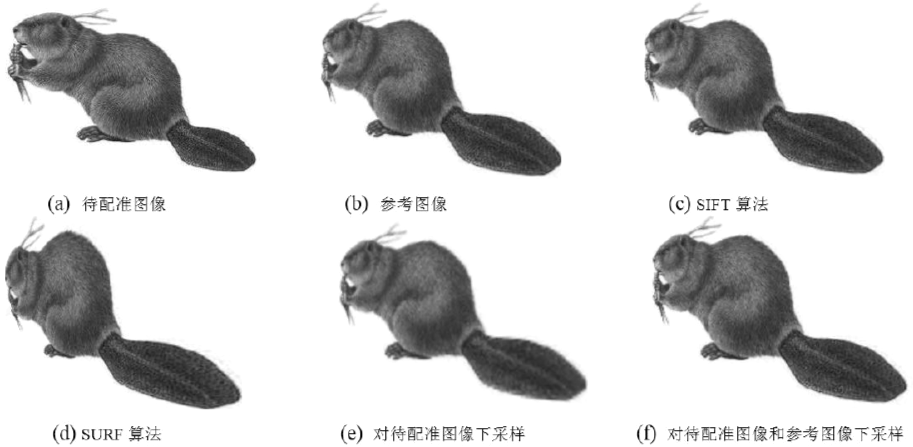 (a) 待配准图像
(b) 参考图像
(c) SIFT 算法
(d) SURF 算法
(e) 对待配准图像下采样
(f) 对待配准图像和参考图像下采样